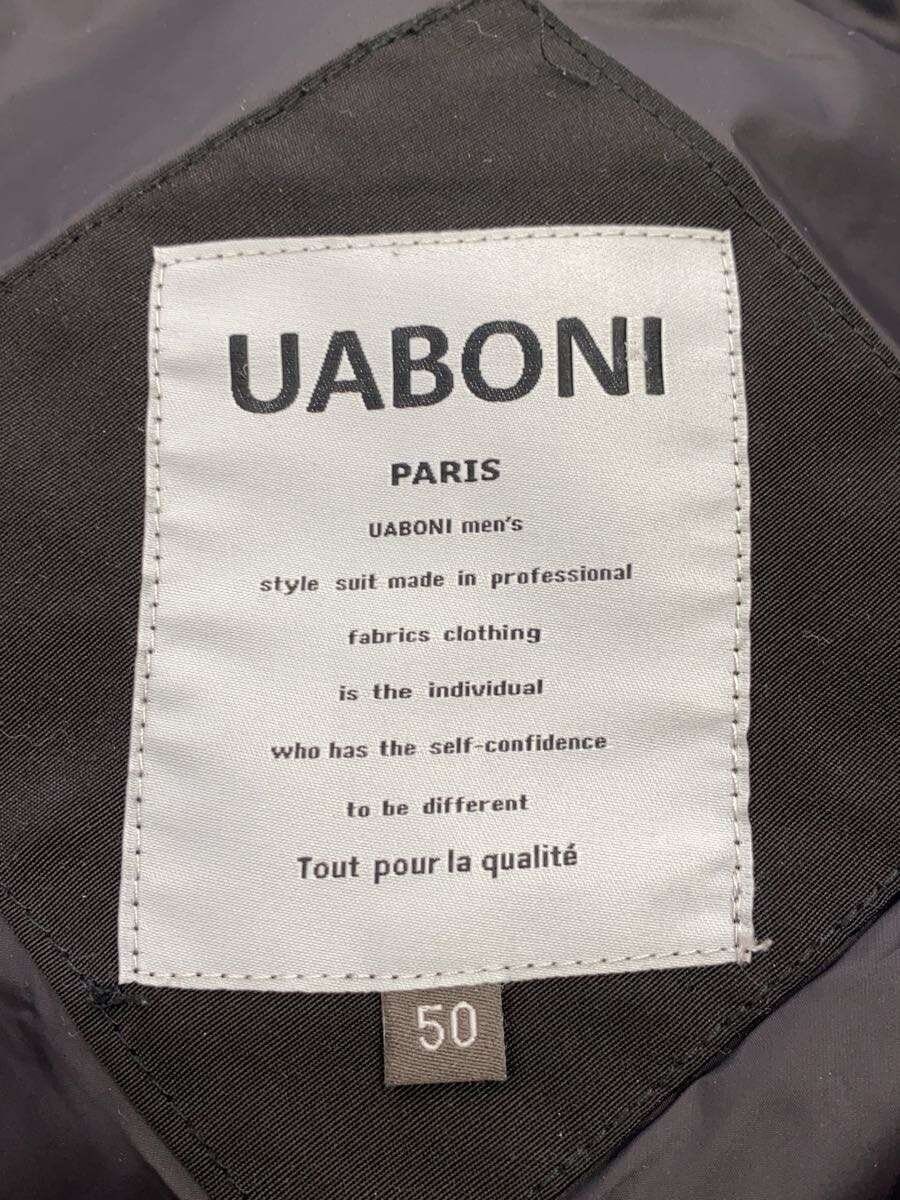 UABONI
PARIS
UABONI men's
style suit made in professional
fabrics clothing
is the individual
who has the self-confidence
to be different
Tout pour la qualité
50